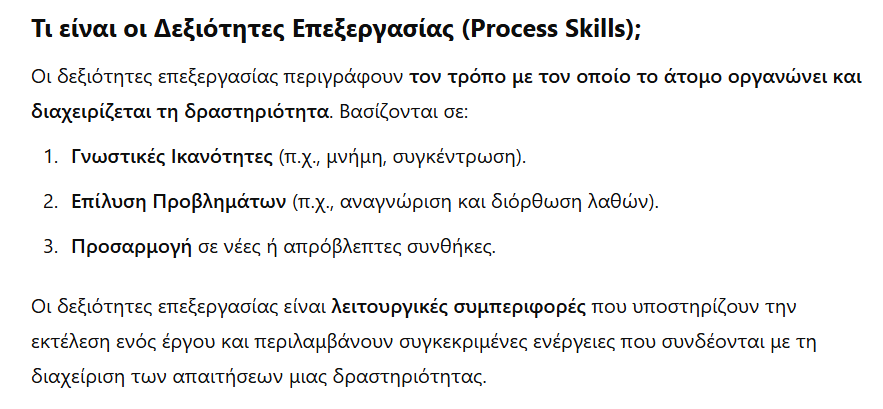 Τι είναι οι Δεξιότητες Επεξεργασίας (Process Skills);
Οι δεξιότητες επεξεργασίας περιγράφουν τον τρόπο με τον οποίο το άτομο οργανώνει και
διαχειρίζεται τη δραστηριότητα. Βασίζονται σε:
1. Γνωστικές Ικανότητες (π.χ., μνήμη, συγκέντρωση).
2. Επίλυση Προβλημάτων (π.χ., αναγνώριση και διόρθωση λαθών).
3. Προσαρμογή σε νέες ή απρόβλεπτες συνθήκες.
Οι δεξιότητες επεξεργασίας είναι λειτουργικές συμπεριφορές που υποστηρίζουν την
εκτέλεση ενός έργου και περιλαμβάνουν συγκεκριμένες ενέργειες που συνδέονται με τη
διαχείριση των απαιτήσεων μιας δραστηριότητας.